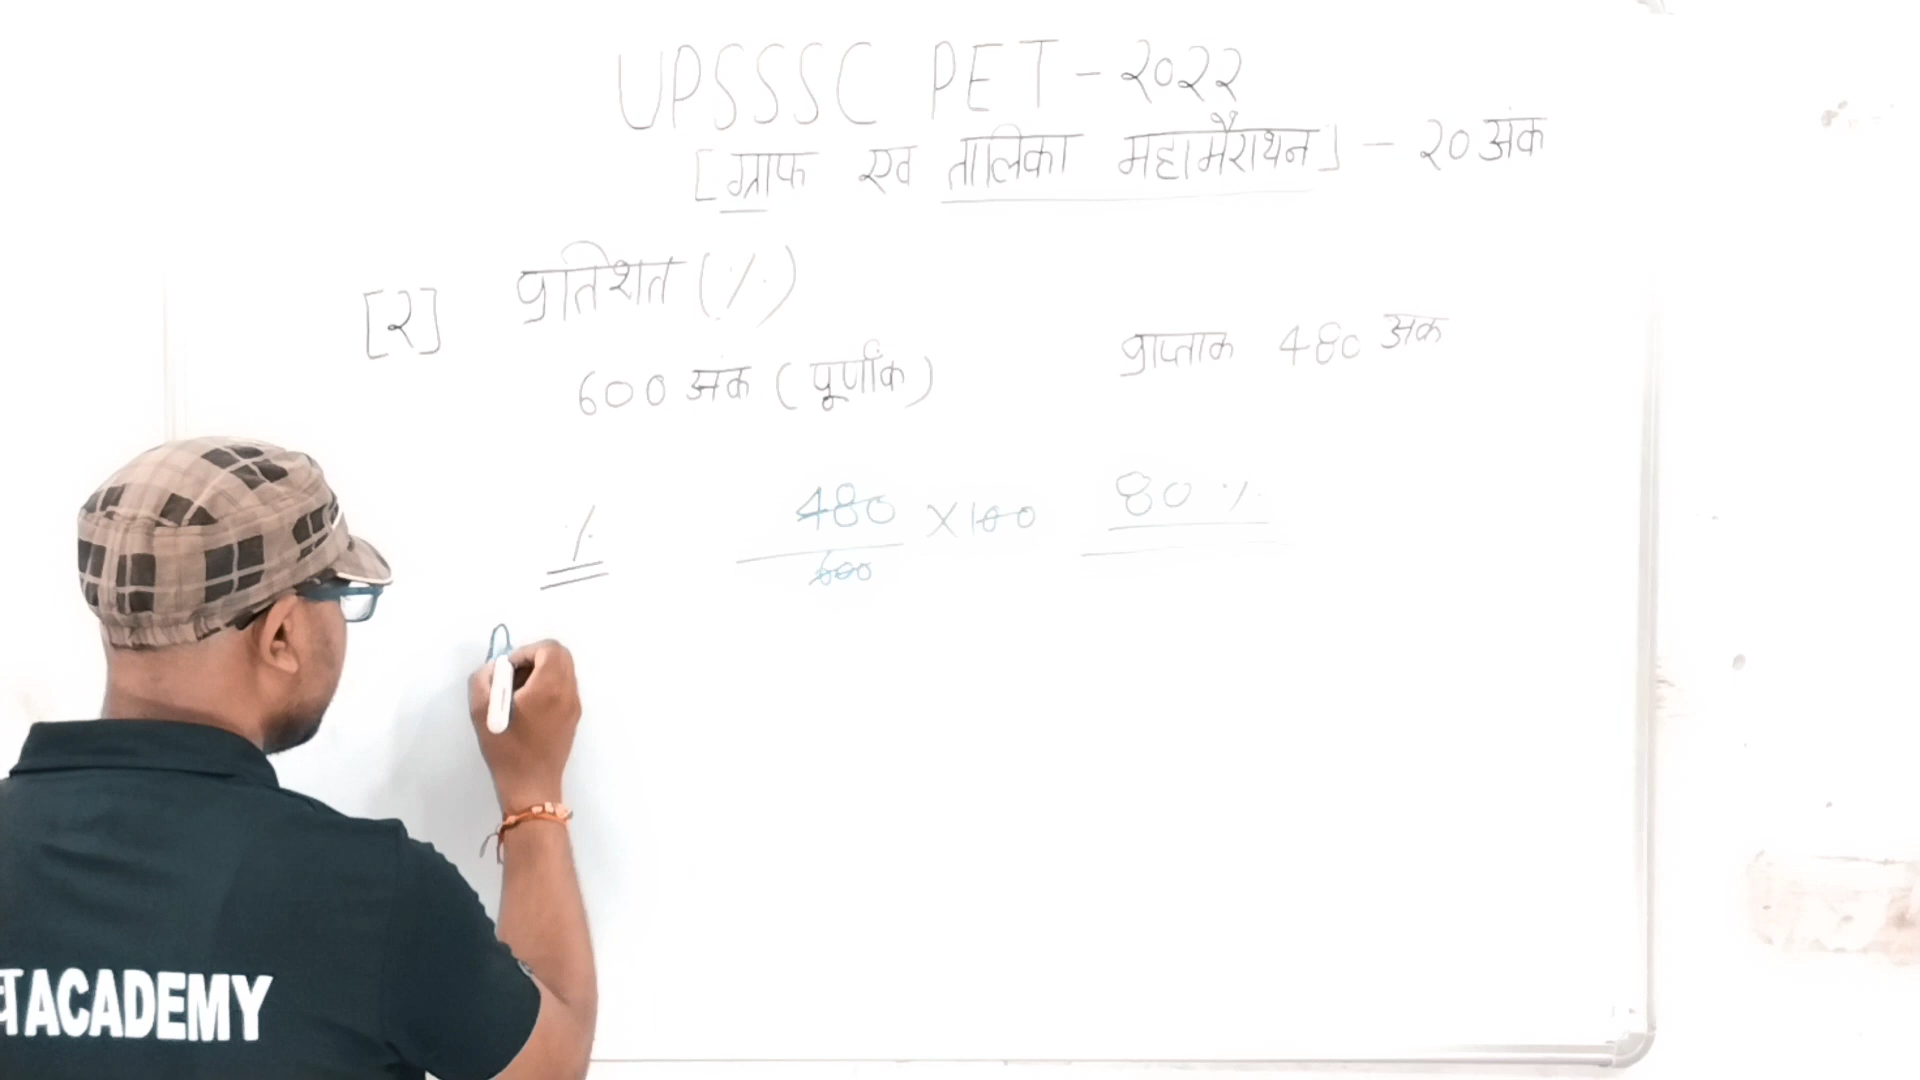 UPSSSC PET - २०२२
[ग्राफ एव तालिका महामैराथन] - २० अंक
[२] प्रतिशत (%)
600 अंक (पूर्णांक) प्राप्ताक 480 अंक
% 480/600 × 100 80 %
ACADEMY